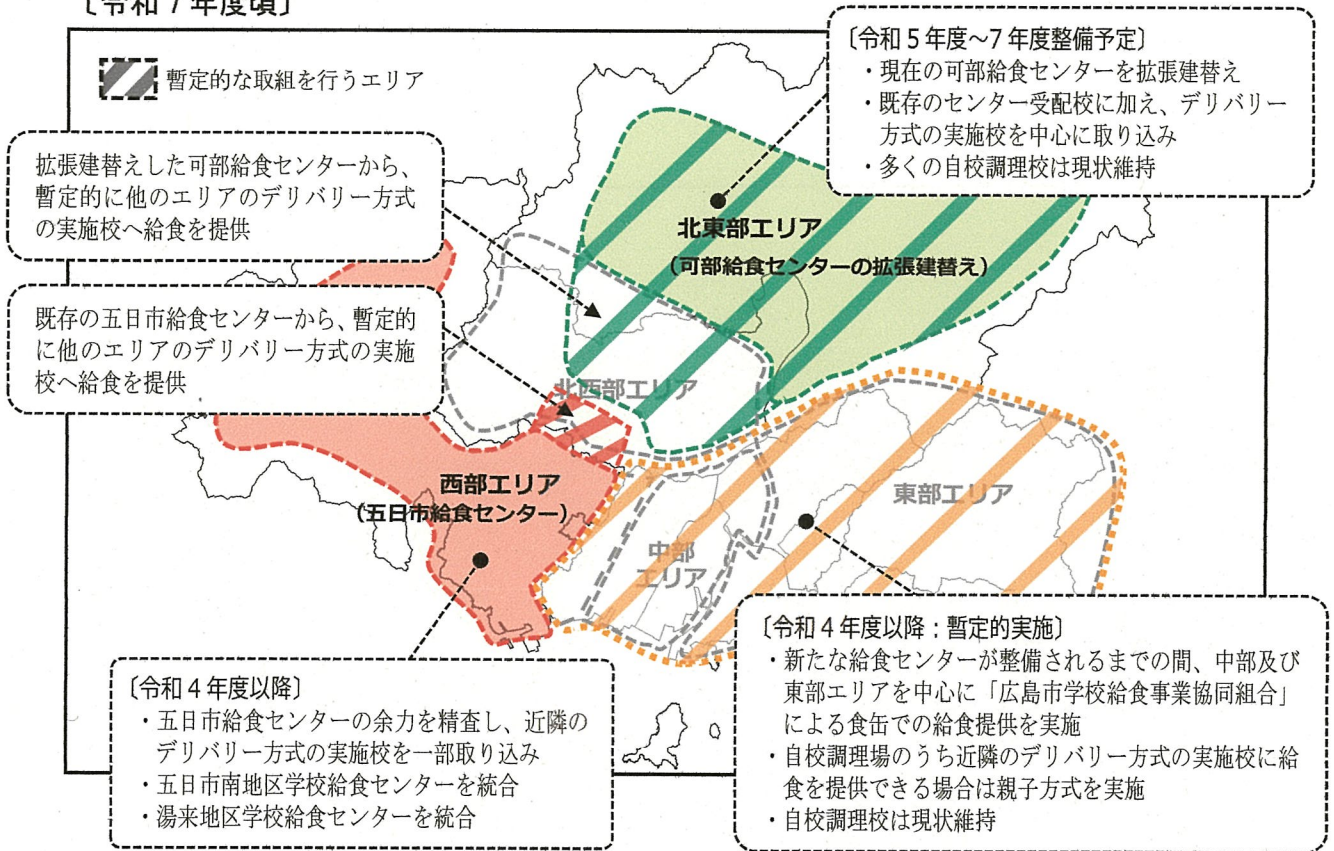 〔令和7年度頃〕
暫定的な取組を行うエリア
〔令和5年度～7年度整備予定〕
・現在の可部給食センターを拡張建替え
・既存のセンター受配校に加え、デリバリー
方式の実施校を中心に取り込み
・多くの自校調理校は現状維持
拡張建替えした可部給食センターから、
暫定的に他のエリアのデリバリー方式
の実施校へ給食を提供
北東部エリア
（可部給食センターの拡張建替え）
既存の五日市給食センターから、暫定的
に他のエリアのデリバリー方式の実施
校へ給食を提供
北西部エリア
西部エリア
（五日市給食センター）
東部エリア
中部
エリア
〔令和4年度以降〕
・五日市給食センターの余力を精査し、近隣の
デリバリー方式の実施校を一部取り込み
・五日市南地区学校給食センターを統合
・湯来地区学校給食センターを統合
〔令和4年度以降：暫定的実施〕
・新たな給食センターが整備されるまでの間、中部及び
東部エリアを中心に「広島市学校給食事業協同組合」
による食缶での給食提供を実施
・自校調理場のうち近隣のデリバリー方式の実施校に給
食を提供できる場合は親子方式を実施
・自校調理校は現状維持